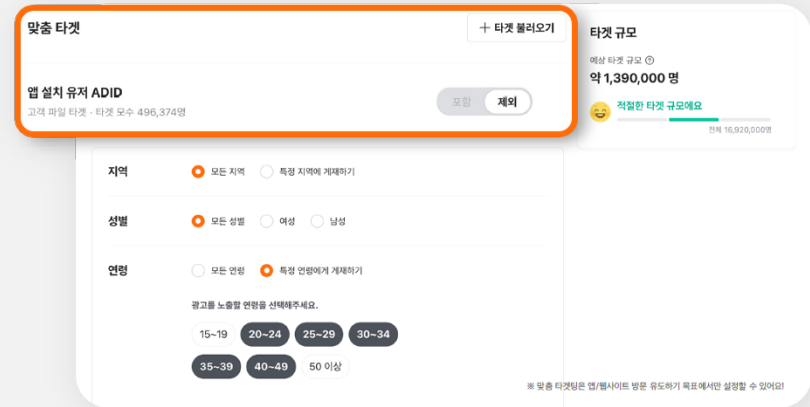 맞춤 타겟
+ 타겟 불러오기
앱 설치 유저 ADID
고객 파일 타겟 · 타겟 모수 496,374명
포함 제외
타겟 규모
예상 타겟 규모 ?
약 1,390,000 명
적절한 타겟 규모에요
전체 16,920,000명
지역 모든 지역 특정 지역에 게재하기
성별 모든 성별 여성 남성
연령 모든 연령 특정 연령에게 게재하기
광고를 노출할 연령을 선택해주세요.
15~19 20~24 25~29 30~34
35~39 40~49 50 이상
※ 맞춤 타겟팅은 앱/웹사이트 방문 유도하기 목표에서만 설정할 수 있어요!